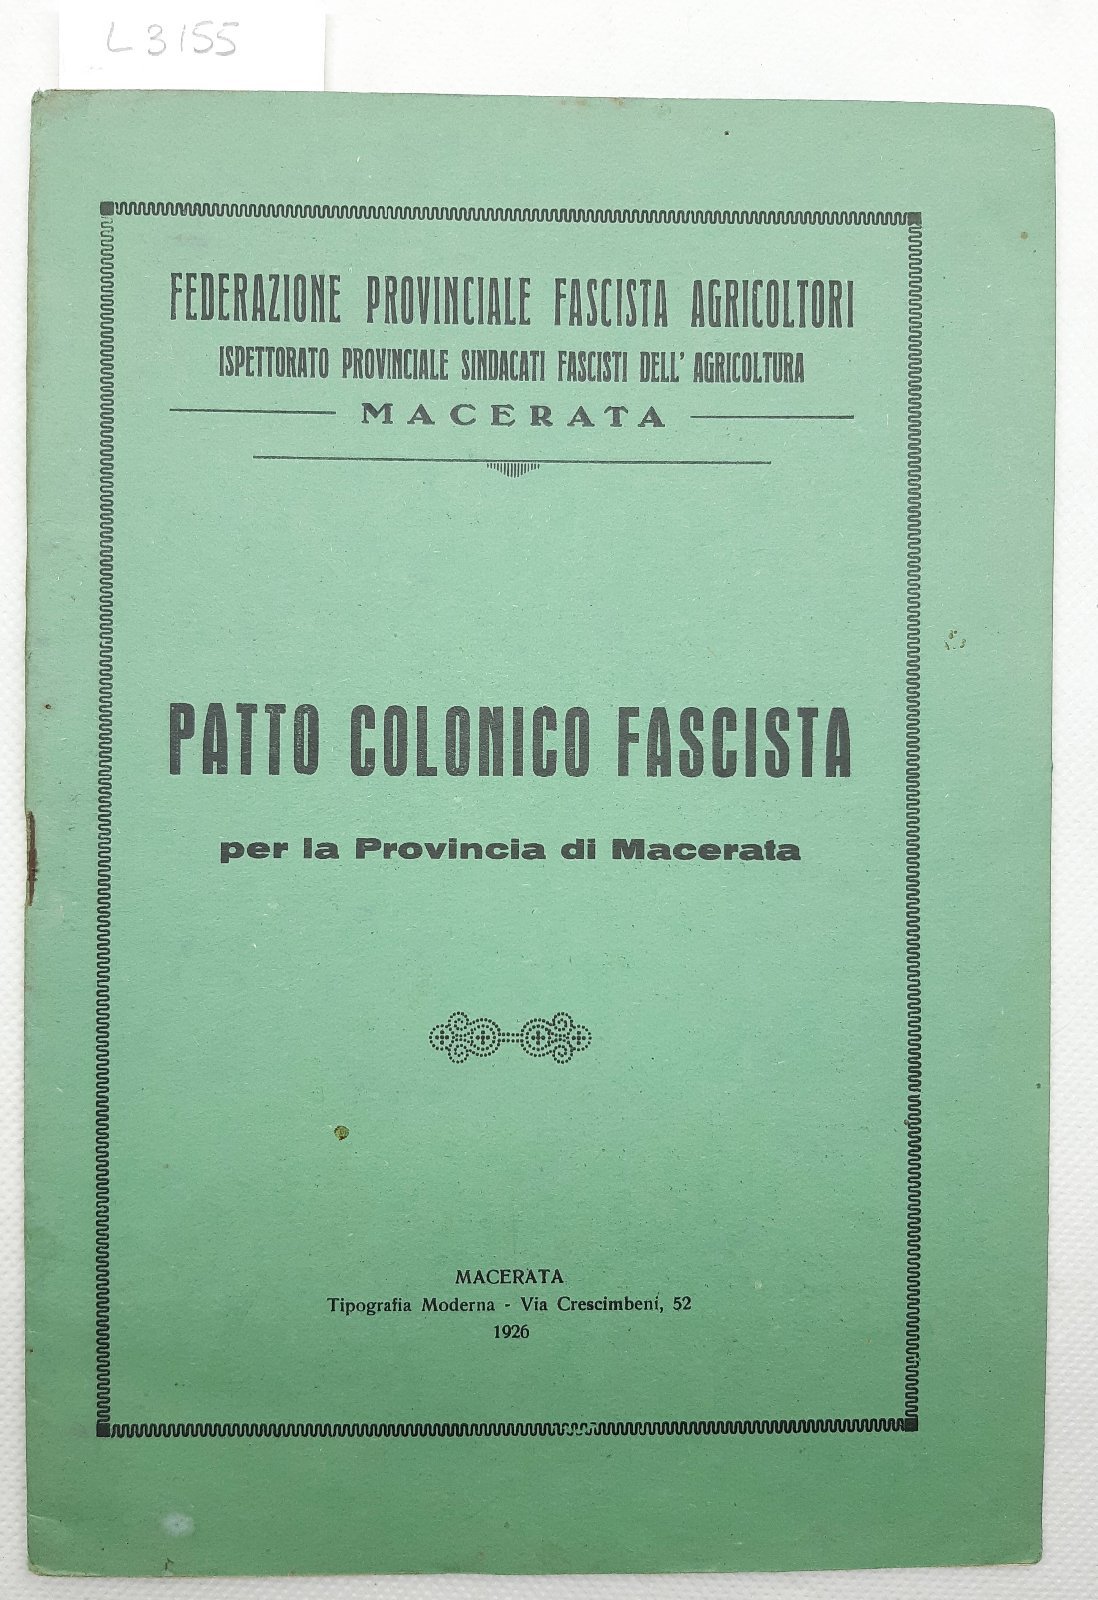 L3155
FEDERAZIONE PROVINCIALE FASCISTA AGRICOLTORI
ISPETTORATO PROVINCIALE SINDACATI FASCISTI DELL' AGRICOLTURA
MACERATA
PATTO COLONICO FASCISTA
per la Provincia di Macerata
MACERATA
Tipografia Moderna - Via Crescimbeni, 52
1926